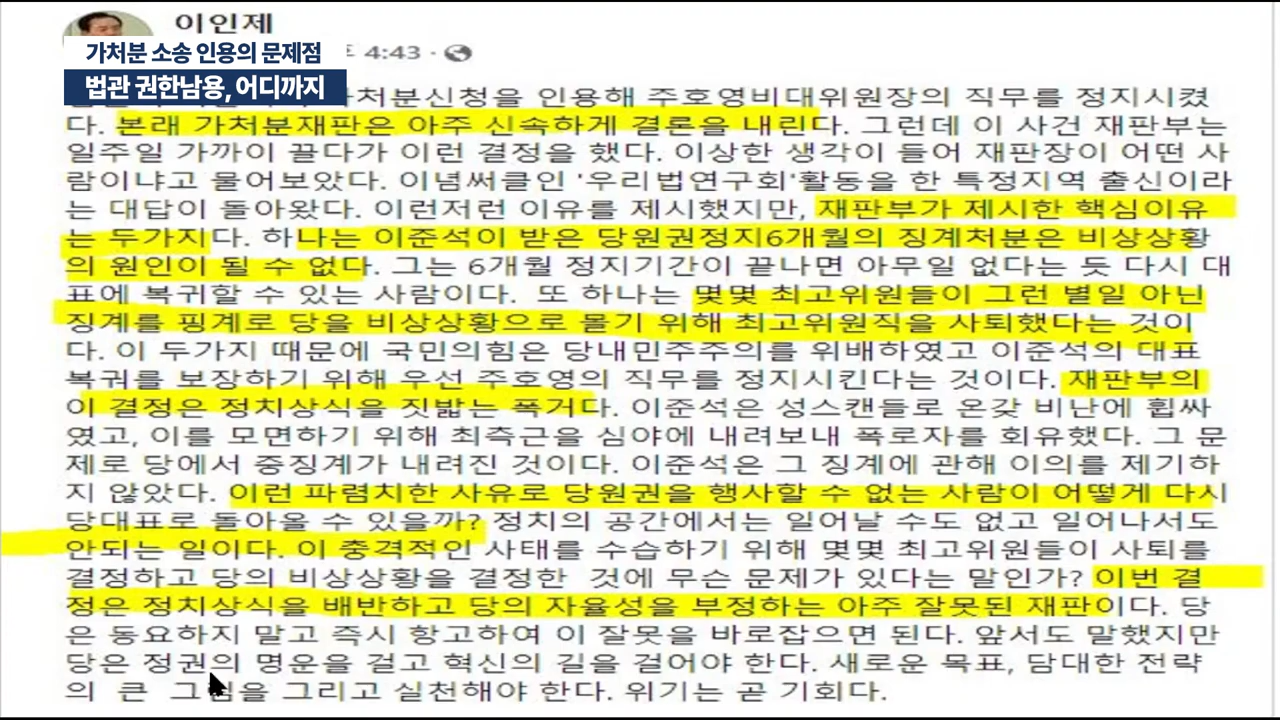 이인제
가처분 소송 인용의 문제점
4:43 ·
법관 권한남용, 어디까지
가처분신청을 인용해 주호영비대위원장의 직무를 정지시켰
다. 본래 가처분재판은 아주 신속하게 결론을 내린다. 그런데 이 사건 재판부는
일주일 가까이 끌다가 이런 결정을 했다. 이상한 생각이 들어 재판장이 어떤 사
람이냐고 물어보았다. 이념써클인 '우리법연구회'활동을 한 특정지역 출신이라
는 대답이 돌아왔다. 이런저런 이유를 제시했지만, 재판부가 제시한 핵심이유
는 두가지다. 하나는 이준석이 받은 당원권정지6개월의 징계처분은 비상상황
의 원인이 될 수 없다. 그는 6개월 정지기간이 끝나면 아무일 없다는 듯 다시 대
표에 복귀할 수 있는 사람이다. 또 하나는 몇몇 최고위원들이 그런 별일 아닌
징계를 핑계로 당을 비상상황으로 몰기 위해 최고위원직을 사퇴했다는 것이
다. 이 두가지 때문에 국민의힘은 당내민주주의를 위배하였고 이준석의 대표
복귀를 보장하기 위해 우선 주호영의 직무를 정지시킨다는 것이다. 재판부의
이 결정은 정치상식을 짓밟는 폭거다. 이준석은 성스캔들로 온갖 비난에 휩싸
였고, 이를 모면하기 위해 최측근을 심야에 내려보내 폭로자를 회유했다. 그 문
제로 당에서 중징계가 내려진 것이다. 이준석은 그 징계에 관해 이의를 제기하
지 않았다. 이런 파렴치한 사유로 당원권을 행사할 수 없는 사람이 어떻게 다시
당대표로 돌아올 수 있을까? 정치의 공간에서는 일어날 수도 없고 일어나서도
안되는 일이다. 이 충격적인 사태를 수습하기 위해 몇몇 최고위원들이 사퇴를
결정하고 당의 비상상황을 결정한 것에 무슨 문제가 있다는 말인가? 이번 결
정은 정치상식을 배반하고 당의 자율성을 부정하는 아주 잘못된 재판이다. 당
은 동요하지 말고 즉시 항고하여 이 잘못을 바로잡으면 된다. 앞서도 말했지만
당은 정권의 명운을 걸고 혁신의 길을 걸어야 한다. 새로운 목표, 담대한 전략
의 큰 그림을 그리고 실천해야 한다. 위기는 곧 기회다.